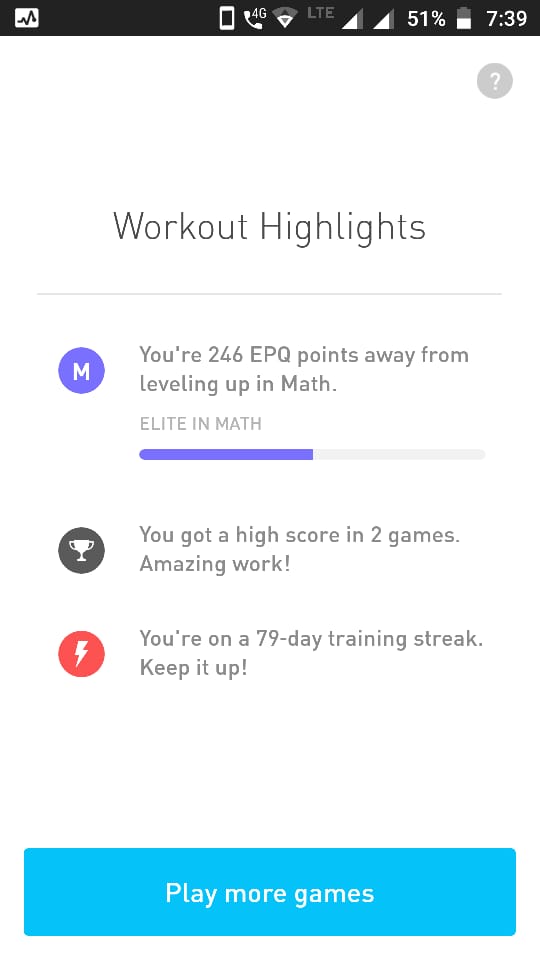 4G LTE 51% 7:39
?
Workout Highlights
M
You're 246 EPQ points away from
leveling up in Math.
ELITE IN MATH
You got a high score in 2 games.
Amazing work!
You're on a 79-day training streak.
Keep it up!
Play more games